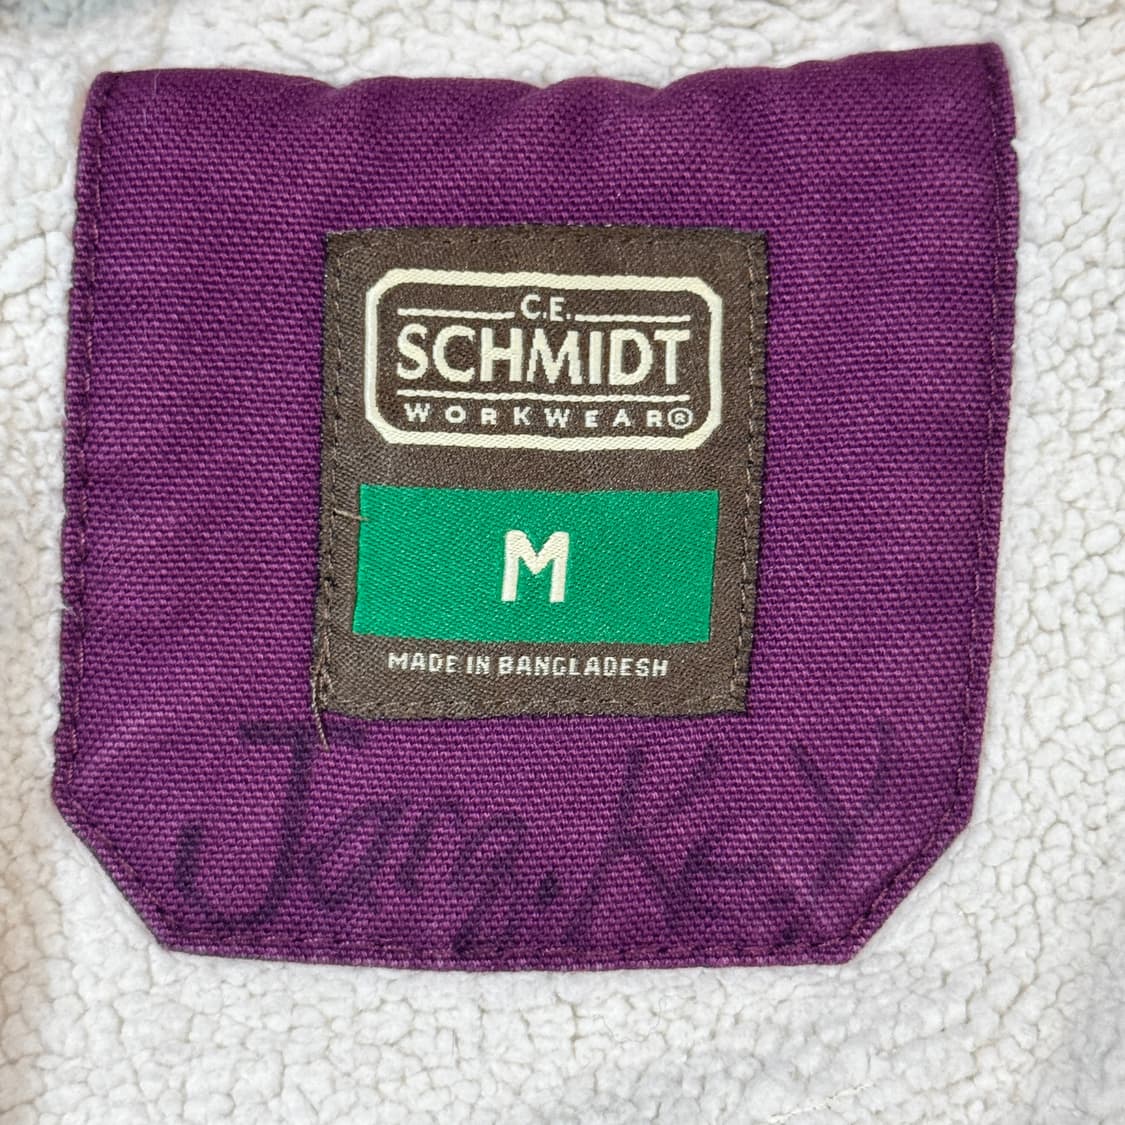 C.E.
SCHMIDT
WORKWEAR®
M
MADE IN BANGLADESH